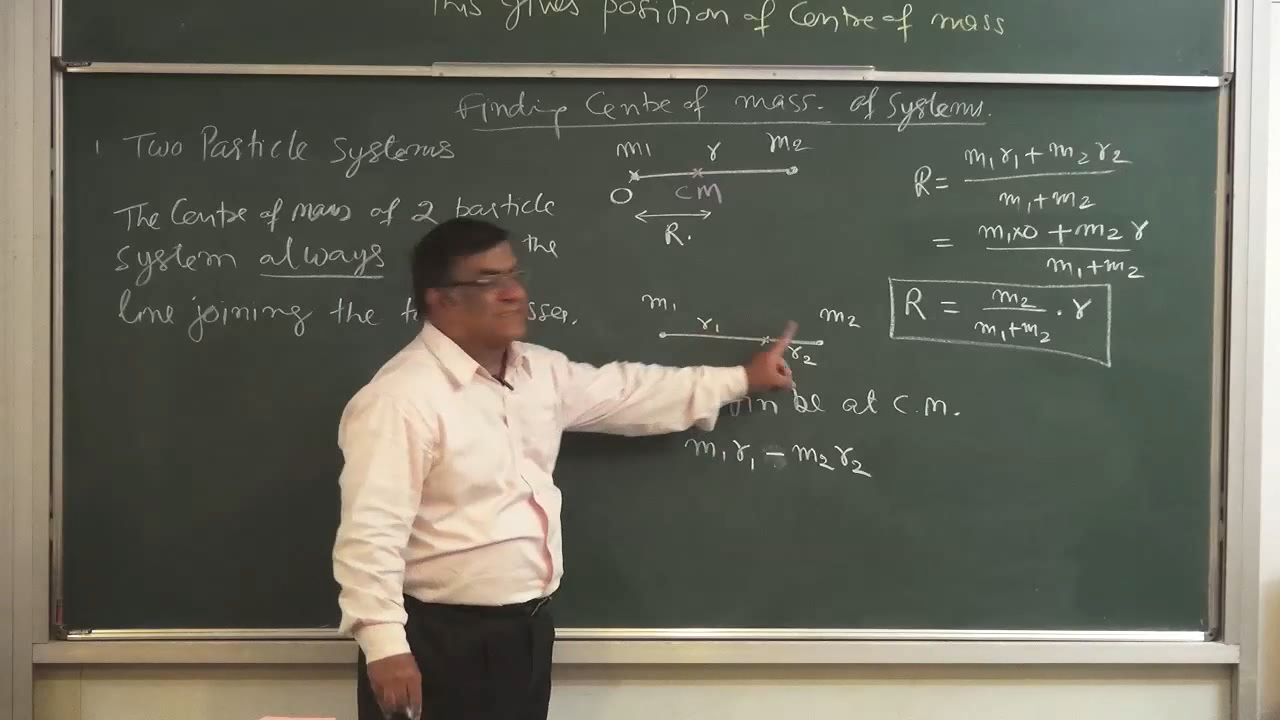 This gives position of Centre of mass
Finding Centre of mass. of Systems.
1 Two Particle Systems
The Centre of mass of 2 particle
system always the
line joining the
m1 r m2
O CM
R.
m1 m2
r1 r2
be at C.M.
m1r1 - m2r2
R = m1r1 + m2r2 / m1+m2
= m1×0 + m2 r / m1+m2
R = m2 / m1+m2 . r